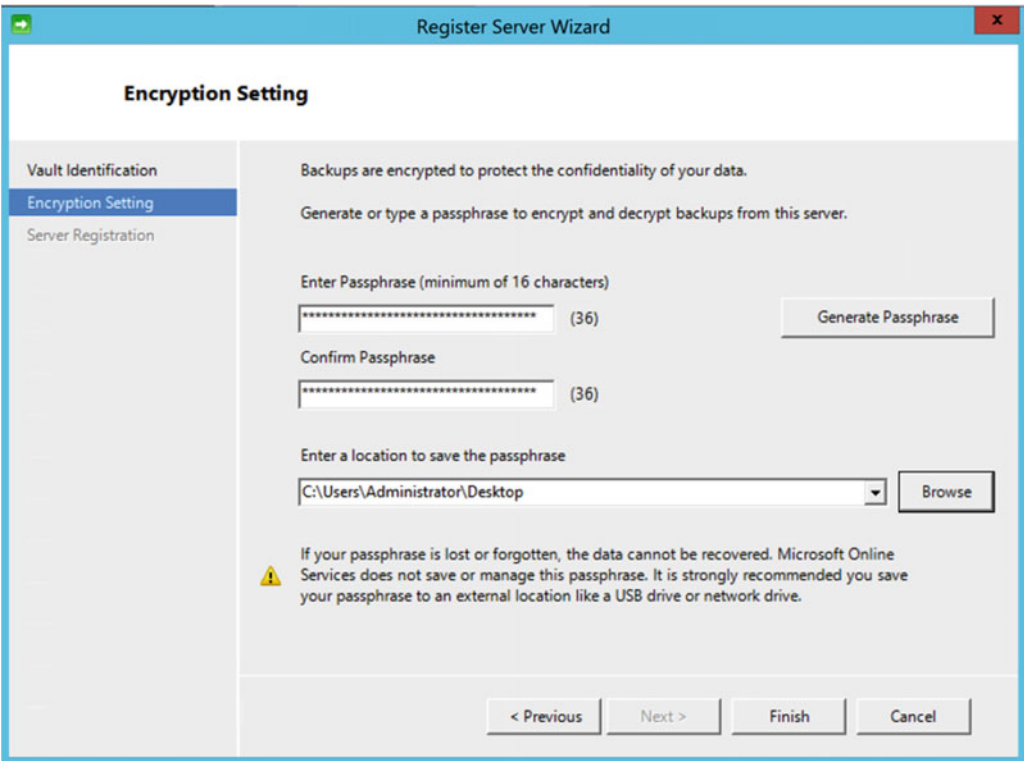 Register Server Wizard
x
Encryption Setting
Vault Identification
Encryption Setting
Server Registration
Backups are encrypted to protect the confidentiality of your data.
Generate or type a passphrase to encrypt and decrypt backups from this server.
Enter Passphrase (minimum of 16 characters)
************************************ (36)
Generate Passphrase
Confirm Passphrase
************************************ (36)
Enter a location to save the passphrase
C:\Users\Administrator\Desktop
Browse
If your passphrase is lost or forgotten, the data cannot be recovered. Microsoft Online
Services does not save or manage this passphrase. It is strongly recommended you save
your passphrase to an external location like a USB drive or network drive.
< Previous
Next >
Finish
Cancel